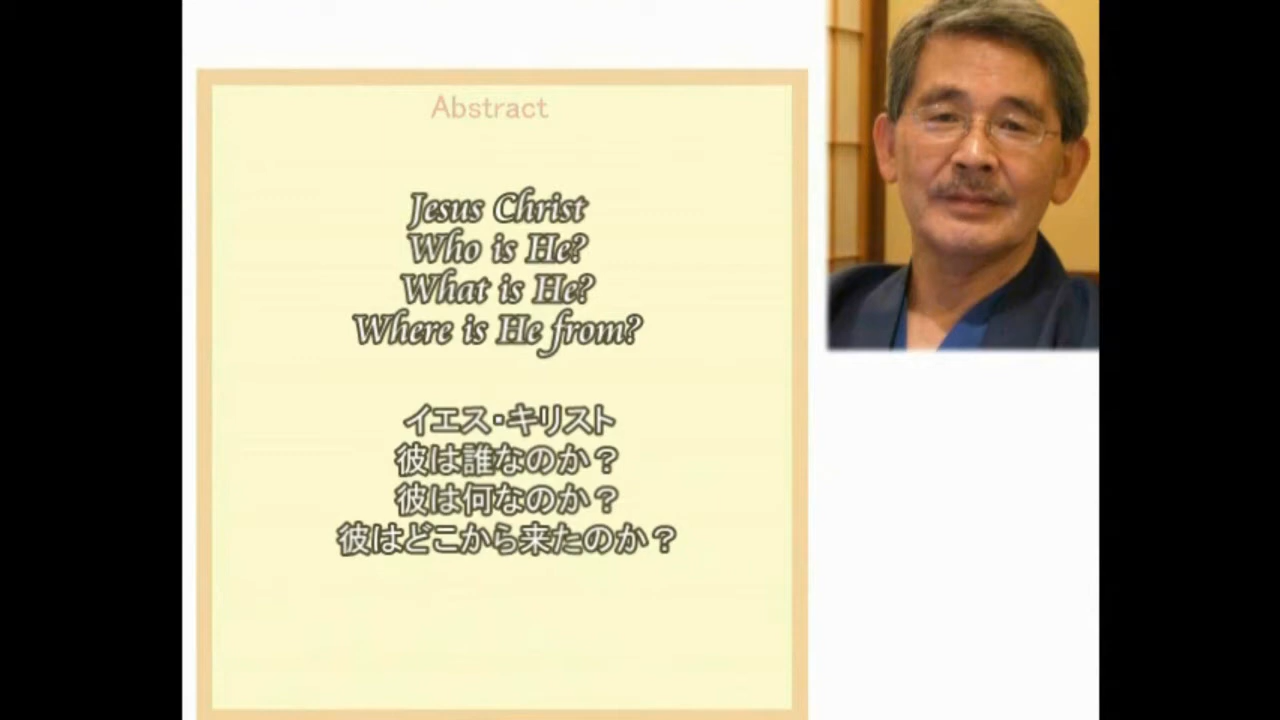 Abstract
Jesus Christ
Who is He?
What is He?
Where is He from?
イエス・キリスト
彼は誰なのか？
彼は何なのか？
彼はどこから来たのか？